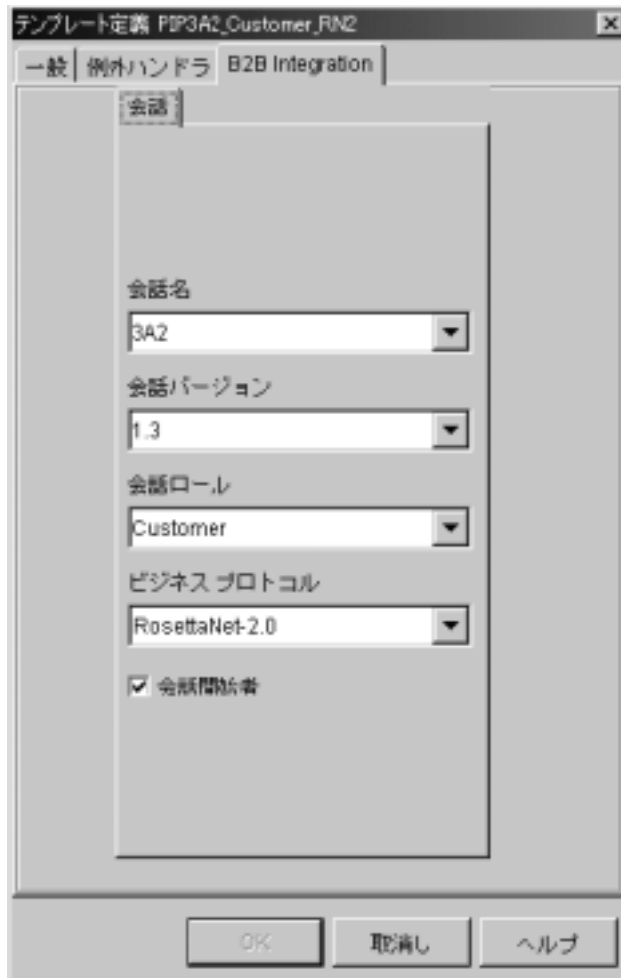 テンプレート定義 PIP3A2_Customer_RN2
一般 例外ハンドラ B2B Integration
会話
会話名
3A2
会話バージョン
1.3
会話ロール
Customer
ビジネス プロトコル
RosettaNet-2.0
会話開始者
OK 取消し ヘルプ